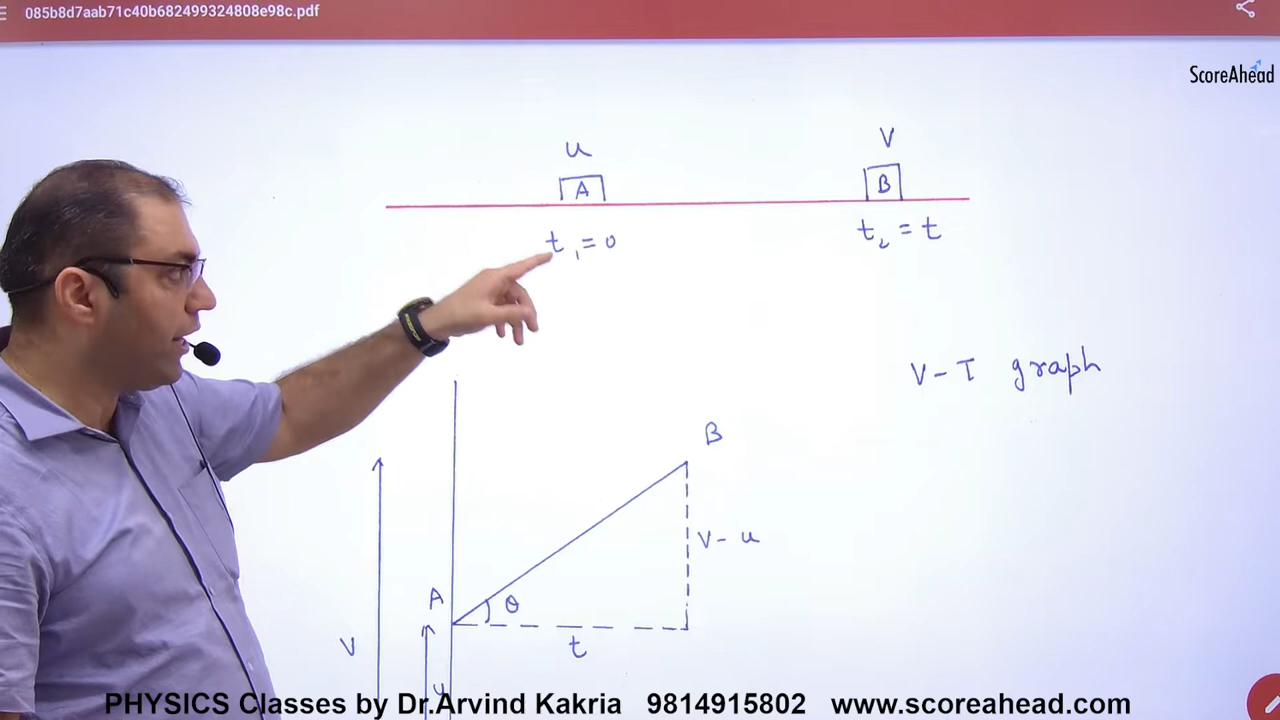 085b8d7aab71c40b682499324808e98c.pdf
ScoreAhead
u
V
A
B
t₁ = 0
t₂ = t
V - T graph
B
V - u
A
θ
t
V
u
PHYSICS Classes by Dr.Arvind Kakria 9814915802 www.scoreahead.com